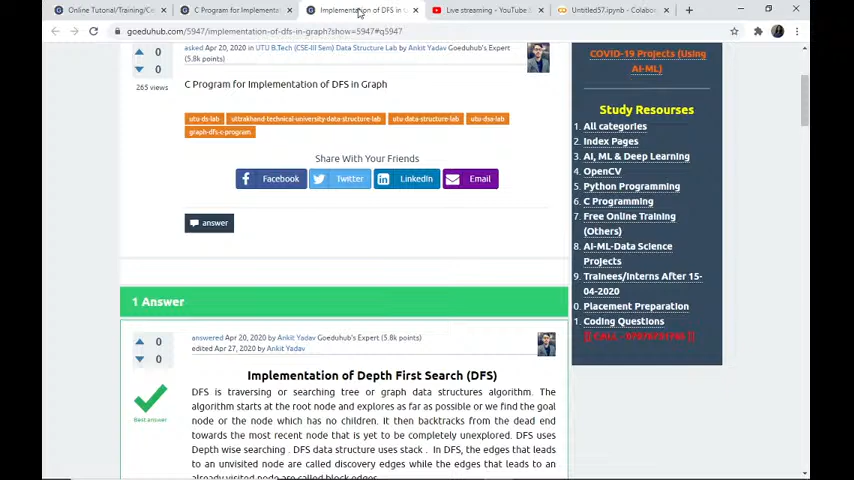 Online Tutorial/Training/Ce
C Program for Implementat
Implementation of DFS in
Live streaming - YouTube
Untitled57.ipynb - Colabo
goeduhub.com/5947/implementation-of-dfs-in-graph?show=5947#q5947
0
0
265 views
asked Apr 20, 2020 in UTU B.Tech (CSE-III Sem) Data Structure Lab by Ankit Yadav Goeduhub's Expert
(5.8k points)
C Program for Implementation of DFS in Graph
utu-ds-lab uttrakhand-technical-university-data-structure-lab utu-data-structure-lab utu-dsa-lab
graph-dfs-c-program
Share With Your Friends
Facebook Twitter LinkedIn Email
answer
1 Answer
0
0
Best answer
answered Apr 20, 2020 by Ankit Yadav Goeduhub's Expert (5.8k points)
edited Apr 27, 2020 by Ankit Yadav
Implementation of Depth First Search (DFS)
DFS is traversing or searching tree or graph data structures algorithm. The
algorithm starts at the root node and explores as far as possible or we find the goal
node or the node which has no children. It then backtracks from the dead end
towards the most recent node that is yet to be completely unexplored. DFS uses
Depth wise searching . DFS data structure uses stack . In DFS, the edges that leads
to an unvisited node are called discovery edges while the edges that leads to an
already visited node are called block edges
COVID-19 Projects (Using
AI-ML)
Study Resourses
1. All categories
2. Index Pages
3. AI, ML & Deep Learning
4. OpenCV
5. Python Programming
6. C Programming
7. Free Online Training
(Others)
8. AI-ML-Data Science
Projects
9. Trainees/Interns After 15-
04-2020
0. Placement Preparation
1. Coding Questions